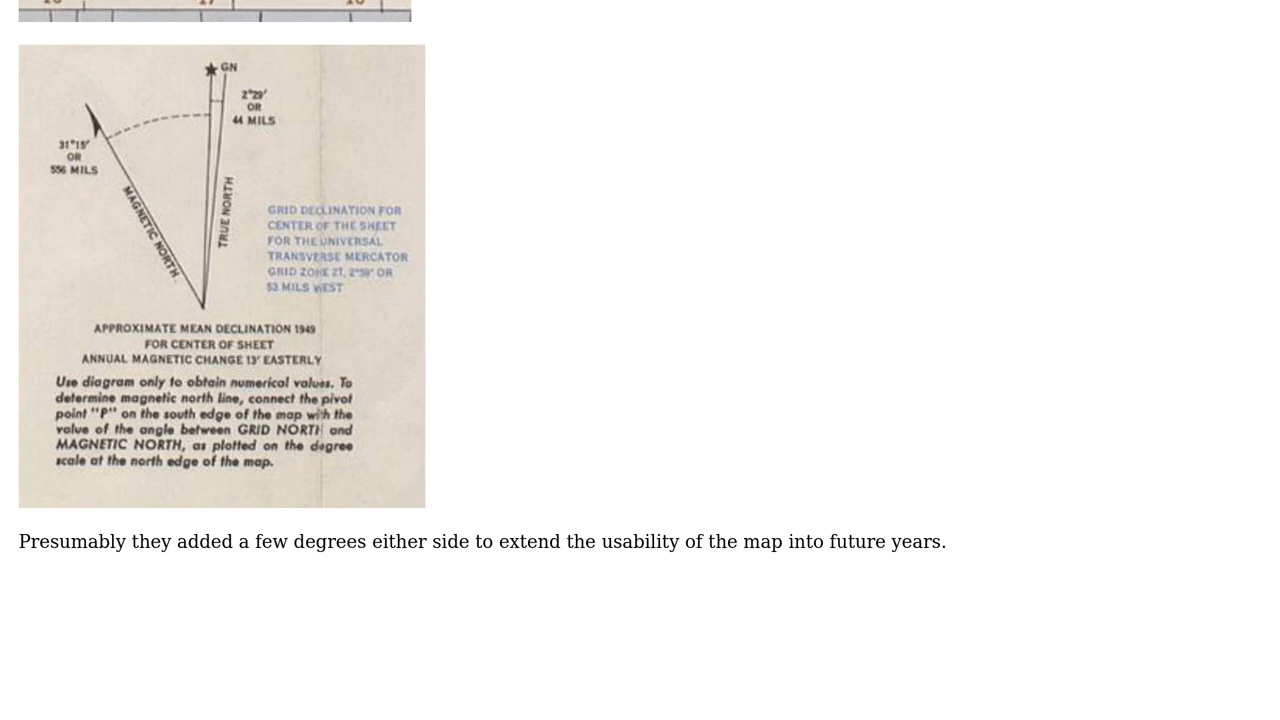 GN
2°29'
OR
44 MILS
31°15'
OR
556 MILS
MAGNETIC NORTH
TRUE NORTH
GRID DECLINATION FOR
CENTER OF THE SHEET
FOR THE UNIVERSAL
TRANSVERSE MERCATOR
GRID ZONE 21, 2°59' OR
53 MILS WEST
APPROXIMATE MEAN DECLINATION 1949
FOR CENTER OF SHEET
ANNUAL MAGNETIC CHANGE 13' EASTERLY
Use diagram only to obtain numerical values. To
determine magnetic north line, connect the pivot
point "P" on the south edge of the map with the
value of the angle between GRID NORTH and
MAGNETIC NORTH, as plotted on the degree
scale at the north edge of the map.
Presumably they added a few degrees either side to extend the usability of the map into future years.